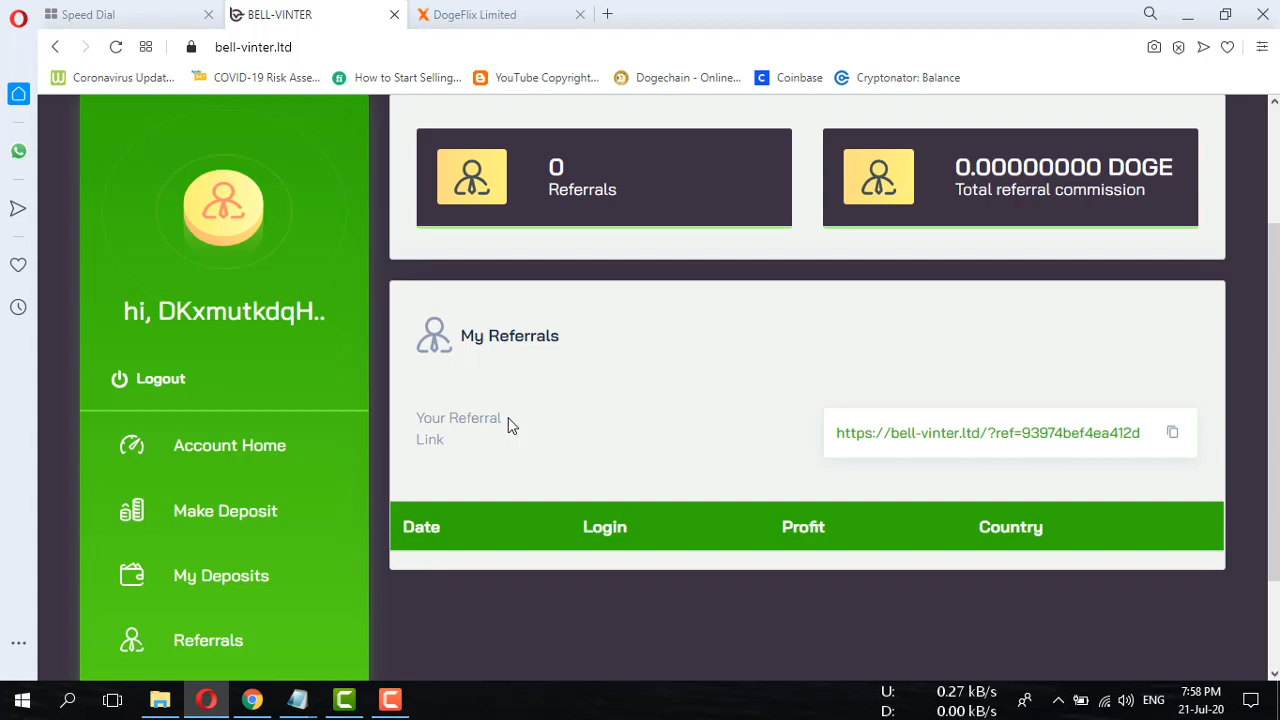 Speed Dial
BELL-VINTER
DogeFlix Limited
bell-vinter.ltd
Coronavirus Updat...
COVID-19 Risk Asse...
How to Start Selling...
YouTube Copyright...
Dogechain - Online...
Coinbase
Cryptonator: Balance
0
Referrals
0.00000000 DOGE
Total referral commission
hi, DKxmutkdqH..
Logout
Account Home
Make Deposit
My Deposits
Referrals
My Referrals
Your Referral
Link
https://bell-vinter.ltd/?ref=93974bef4ea412d
Date Login Profit Country
U: 0.27 kB/s
D: 0.00 kB/s
ENG
7:58 PM
21-Jul-20